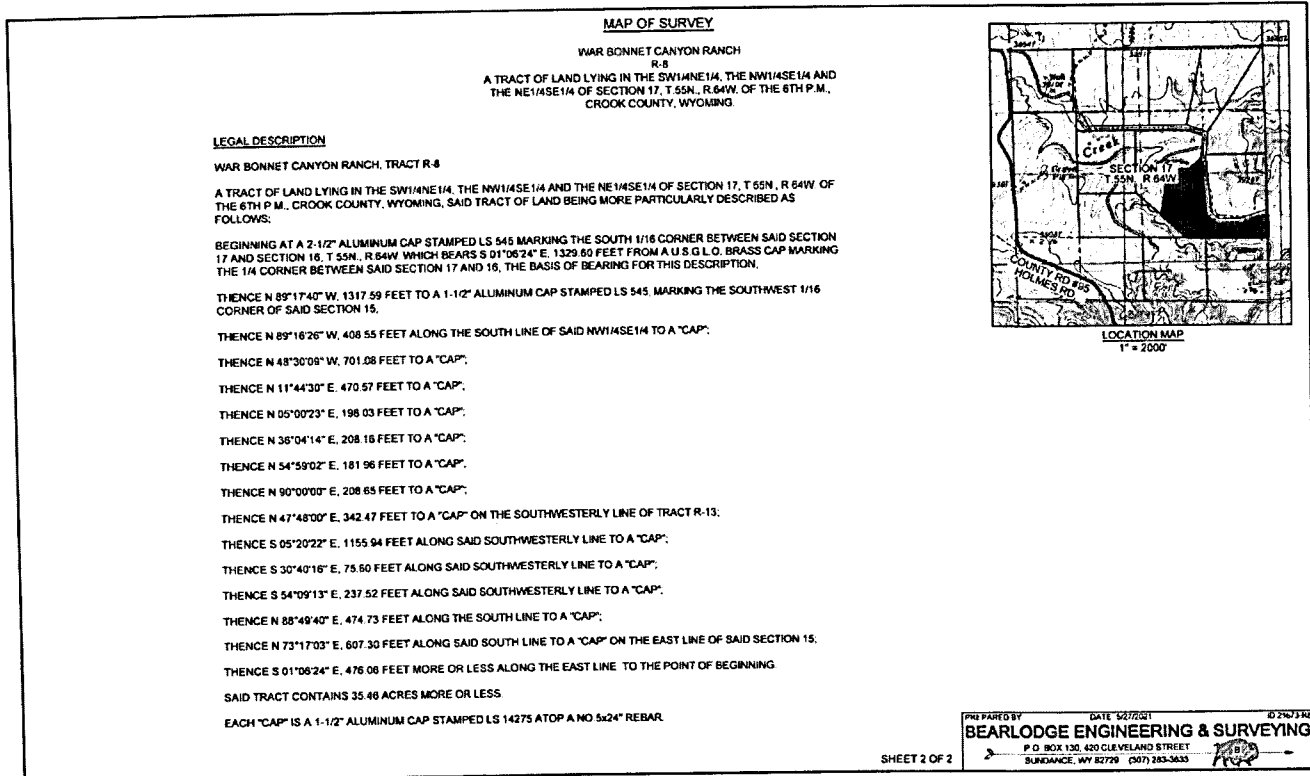 MAP OF SURVEY
WAR BONNET CANYON RANCH
R-8
A TRACT OF LAND LYING IN THE SW1/4NE1/4, THE NW1/4SE1/4 AND
THE NE1/4SE1/4 OF SECTION 17, T.55N., R.64W. OF THE 6TH P.M.,
CROOK COUNTY, WYOMING.
LEGAL DESCRIPTION
WAR BONNET CANYON RANCH, TRACT R-8
A TRACT OF LAND LYING IN THE SW1/4NE1/4, THE NW1/4SE1/4 AND THE NE1/4SE1/4 OF SECTION 17, T.55N., R.64W. OF
THE 6TH P.M., CROOK COUNTY, WYOMING, SAID TRACT OF LAND BEING MORE PARTICULARLY DESCRIBED AS
FOLLOWS:
BEGINNING AT A 2-1/2" ALUMINUM CAP STAMPED LS 545 MARKING THE SOUTH 1/16 CORNER BETWEEN SAID SECTION
17 AND SECTION 16, T.55N., R.64W. WHICH BEARS S 01°06'24" E, 1329.60 FEET FROM A U.S.G.L.O. BRASS CAP MARKING
THE 1/4 CORNER BETWEEN SAID SECTION 17 AND 16, THE BASIS OF BEARING FOR THIS DESCRIPTION,
THENCE N 89°17'40" W, 1317.59 FEET TO A 1-1/2" ALUMINUM CAP STAMPED LS 545, MARKING THE SOUTHWEST 1/16
CORNER OF SAID SECTION 15,
THENCE N 89°16'26" W, 408.55 FEET ALONG THE SOUTH LINE OF SAID NW1/4SE1/4 TO A "CAP";
THENCE N 48°30'09" W, 701.08 FEET TO A "CAP";
THENCE N 11°44'30" E, 470.57 FEET TO A "CAP";
THENCE N 05°00'23" E, 198.03 FEET TO A "CAP";
THENCE N 36°04'14" E, 208.16 FEET TO A "CAP";
THENCE N 54°59'02" E, 181.96 FEET TO A "CAP",
THENCE N 90°00'00" E, 208.65 FEET TO A "CAP";
THENCE N 47°48'00" E, 342.47 FEET TO A "CAP" ON THE SOUTHWESTERLY LINE OF TRACT R-13;
THENCE S 05°20'22" E, 1155.94 FEET ALONG SAID SOUTHWESTERLY LINE TO A "CAP";
THENCE S 30°40'16" E, 75.60 FEET ALONG SAID SOUTHWESTERLY LINE TO A "CAP";
THENCE S 54°09'13" E, 237.52 FEET ALONG SAID SOUTHWESTERLY LINE TO A "CAP";
THENCE N 88°49'40" E, 474.73 FEET ALONG THE SOUTH LINE TO A "CAP";
THENCE N 73°17'03" E, 607.30 FEET ALONG SAID SOUTH LINE TO A "CAP" ON THE EAST LINE OF SAID SECTION 15;
THENCE S 01°06'24" E, 476.06 FEET MORE OR LESS ALONG THE EAST LINE TO THE POINT OF BEGINNING.
SAID TRACT CONTAINS 35.46 ACRES MORE OR LESS.
EACH "CAP" IS A 1-1/2" ALUMINUM CAP STAMPED LS 14275 ATOP A NO.5x24" REBAR.
Creek
SECTION 17
T.55N., R.64W.
COUNTY RD #95
HOLMES RD
LOCATION MAP
1" = 2000'
SHEET 2 OF 2
PREPARED BY DATE 5/27/2021
BEARLODGE ENGINEERING & SURVEYING
P.O. BOX 130, 420 CLEVELAND STREET
SUNDANCE, WY 82729 (307) 283-3633